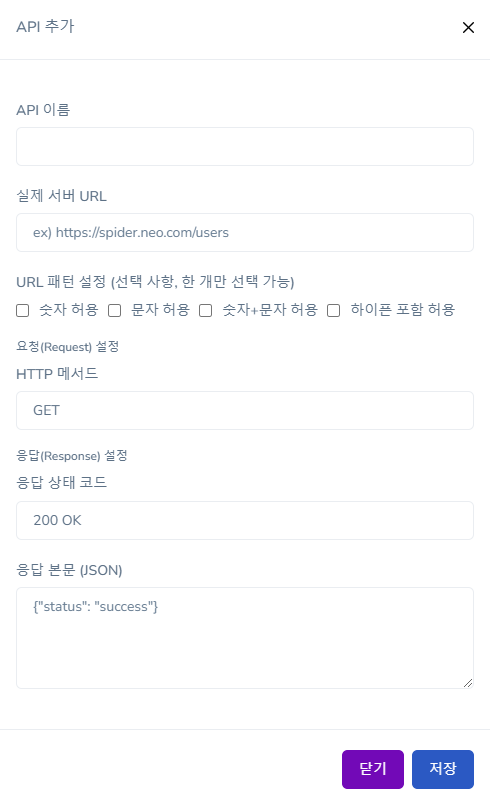 API 추가
API 이름
실제 서버 URL
ex) https://spider.neo.com/users
URL 패턴 설정 (선택 사항, 한 개만 선택 가능)
숫자 허용 문자 허용 숫자+문자 허용 하이픈 포함 허용
요청(Request) 설정
HTTP 메서드
GET
응답(Response) 설정
응답 상태 코드
200 OK
응답 본문 (JSON)
{"status": "success"}
닫기 저장